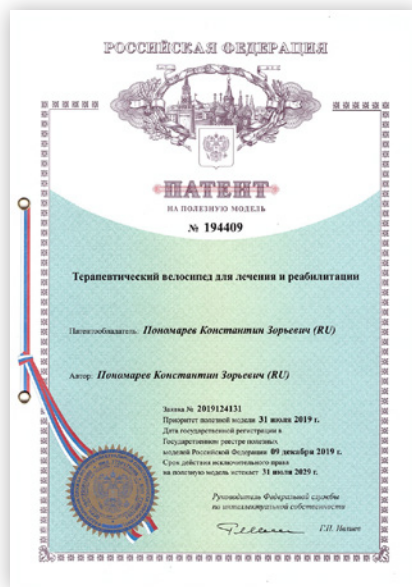 РОССИЙСКАЯ ФЕДЕРАЦИЯ
ПАТЕНТ
НА ПОЛЕЗНУЮ МОДЕЛЬ
№ 194409
Терапевтический велосипед для лечения и реабилитации
Патентообладатель: Пономарев Константин Зорьевич (RU)
Автор: Пономарев Константин Зорьевич (RU)
Заявка № 2019124131
Приоритет полезной модели 31 июля 2019 г.
Дата государственной регистрации в
Государственном реестре полезных
моделей Российской Федерации 09 декабря 2019 г.
Срок действия исключительного права
на полезную модель истекает 31 июля 2029 г.
Руководитель Федеральной службы
по интеллектуальной собственности
Г.П. Ивлиев